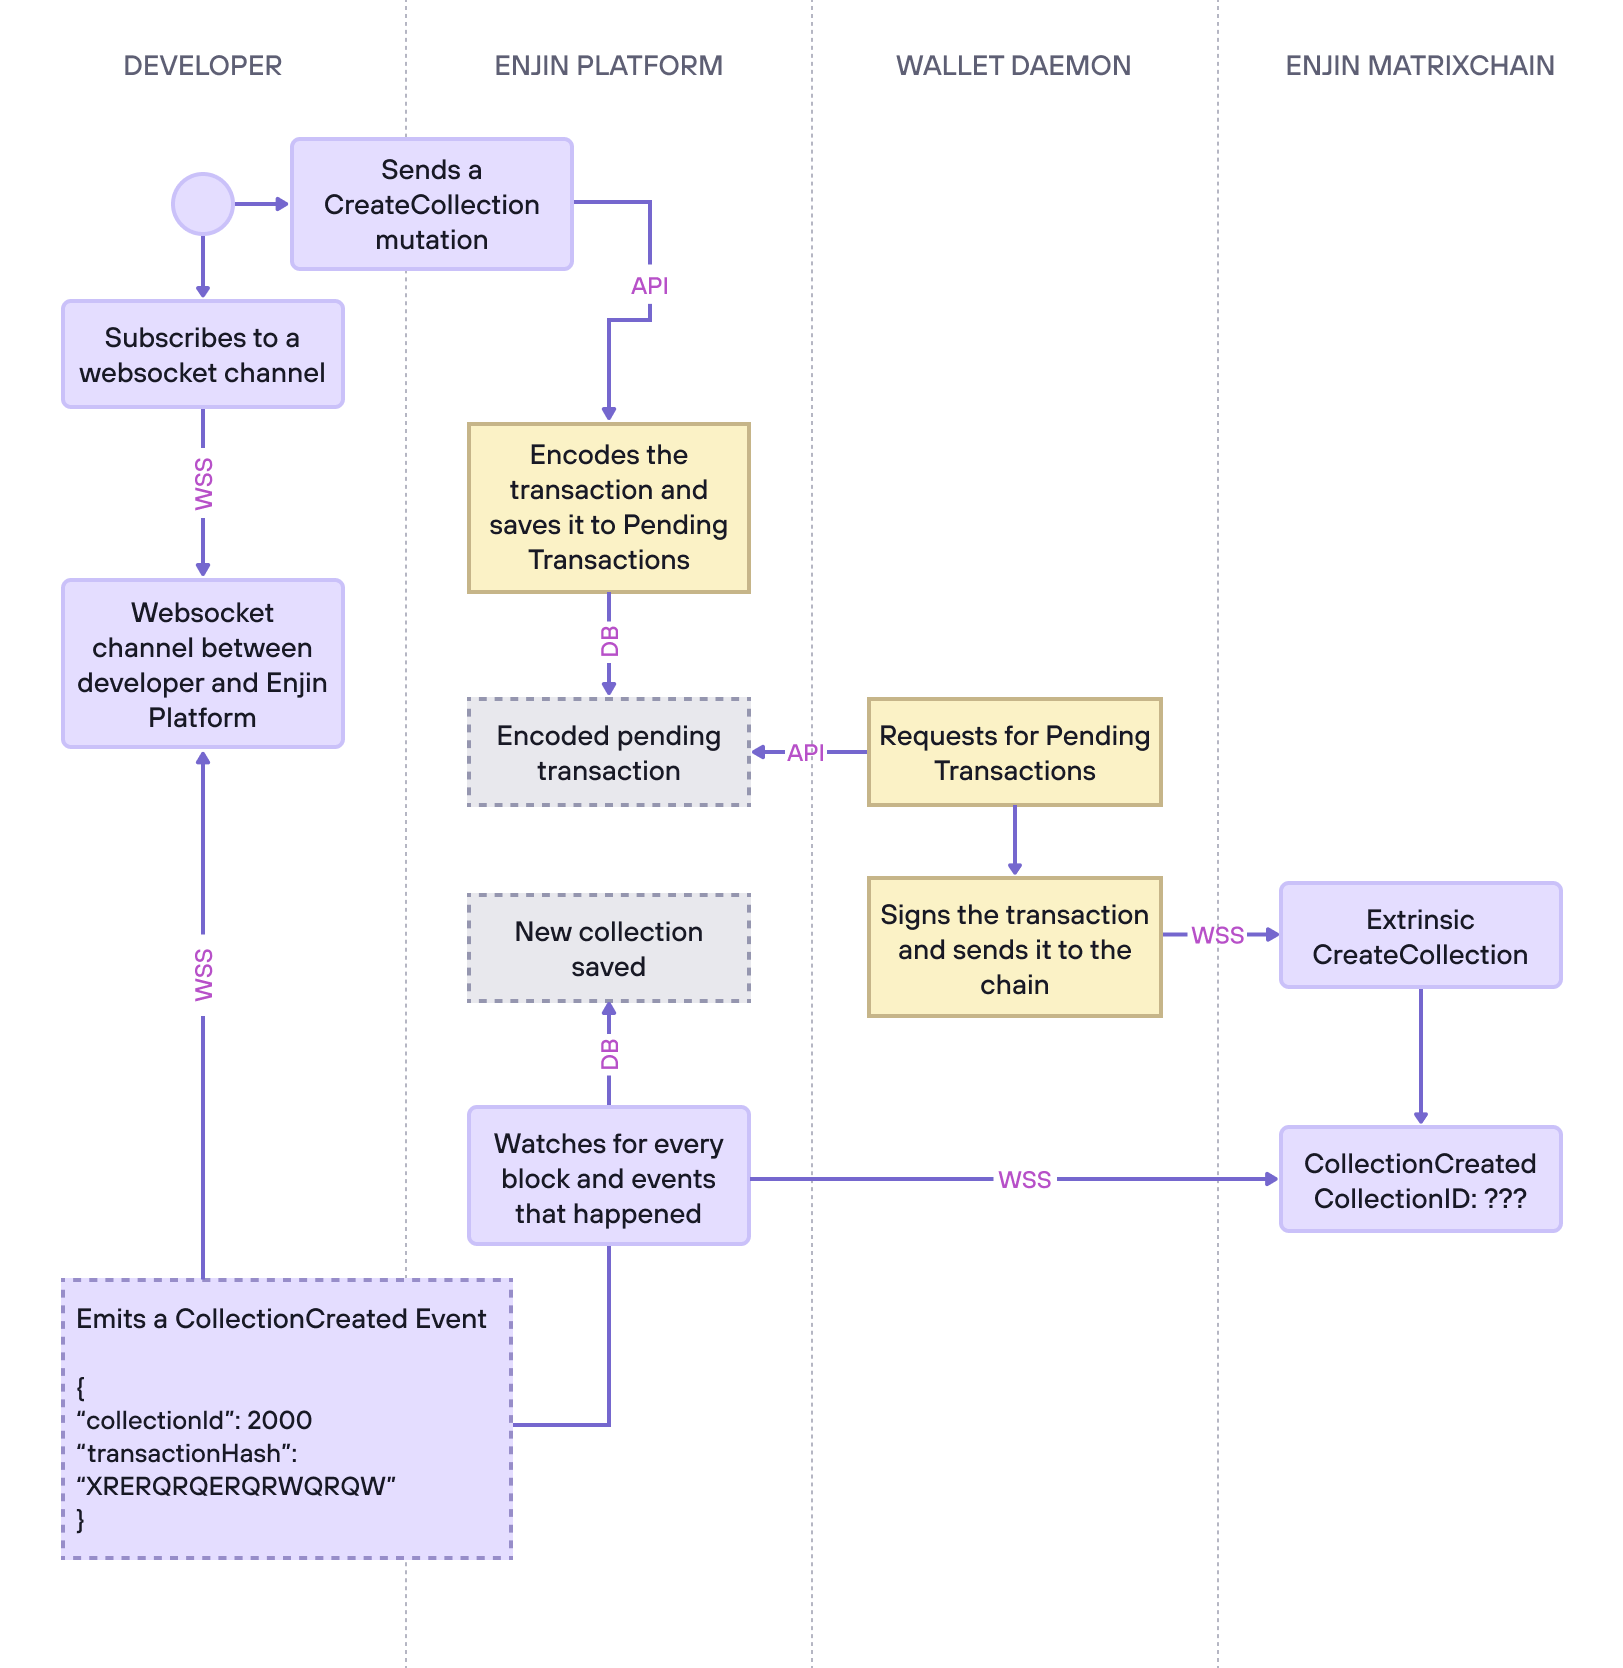 DEVELOPER
ENJIN PLATFORM
WALLET DAEMON
ENJIN MATRIXCHAIN
Sends a
CreateCollection
mutation
API
Subscribes to a
websocket channel
WSS
Encodes the
transaction and
saves it to Pending
Transactions
DB
Websocket
channel between
developer and Enjin
Platform
Encoded pending
transaction
API
Requests for Pending
Transactions
Signs the transaction
and sends it to the
chain
WSS
Extrinsic
CreateCollection
New collection
saved
WSS
DB
Watches for every
block and events
that happened
WSS
CollectionCreated
CollectionID: ???
Emits a CollectionCreated Event
{
“collectionId”: 2000
“transactionHash”:
“XRERQRQERQRWQRQW”
}